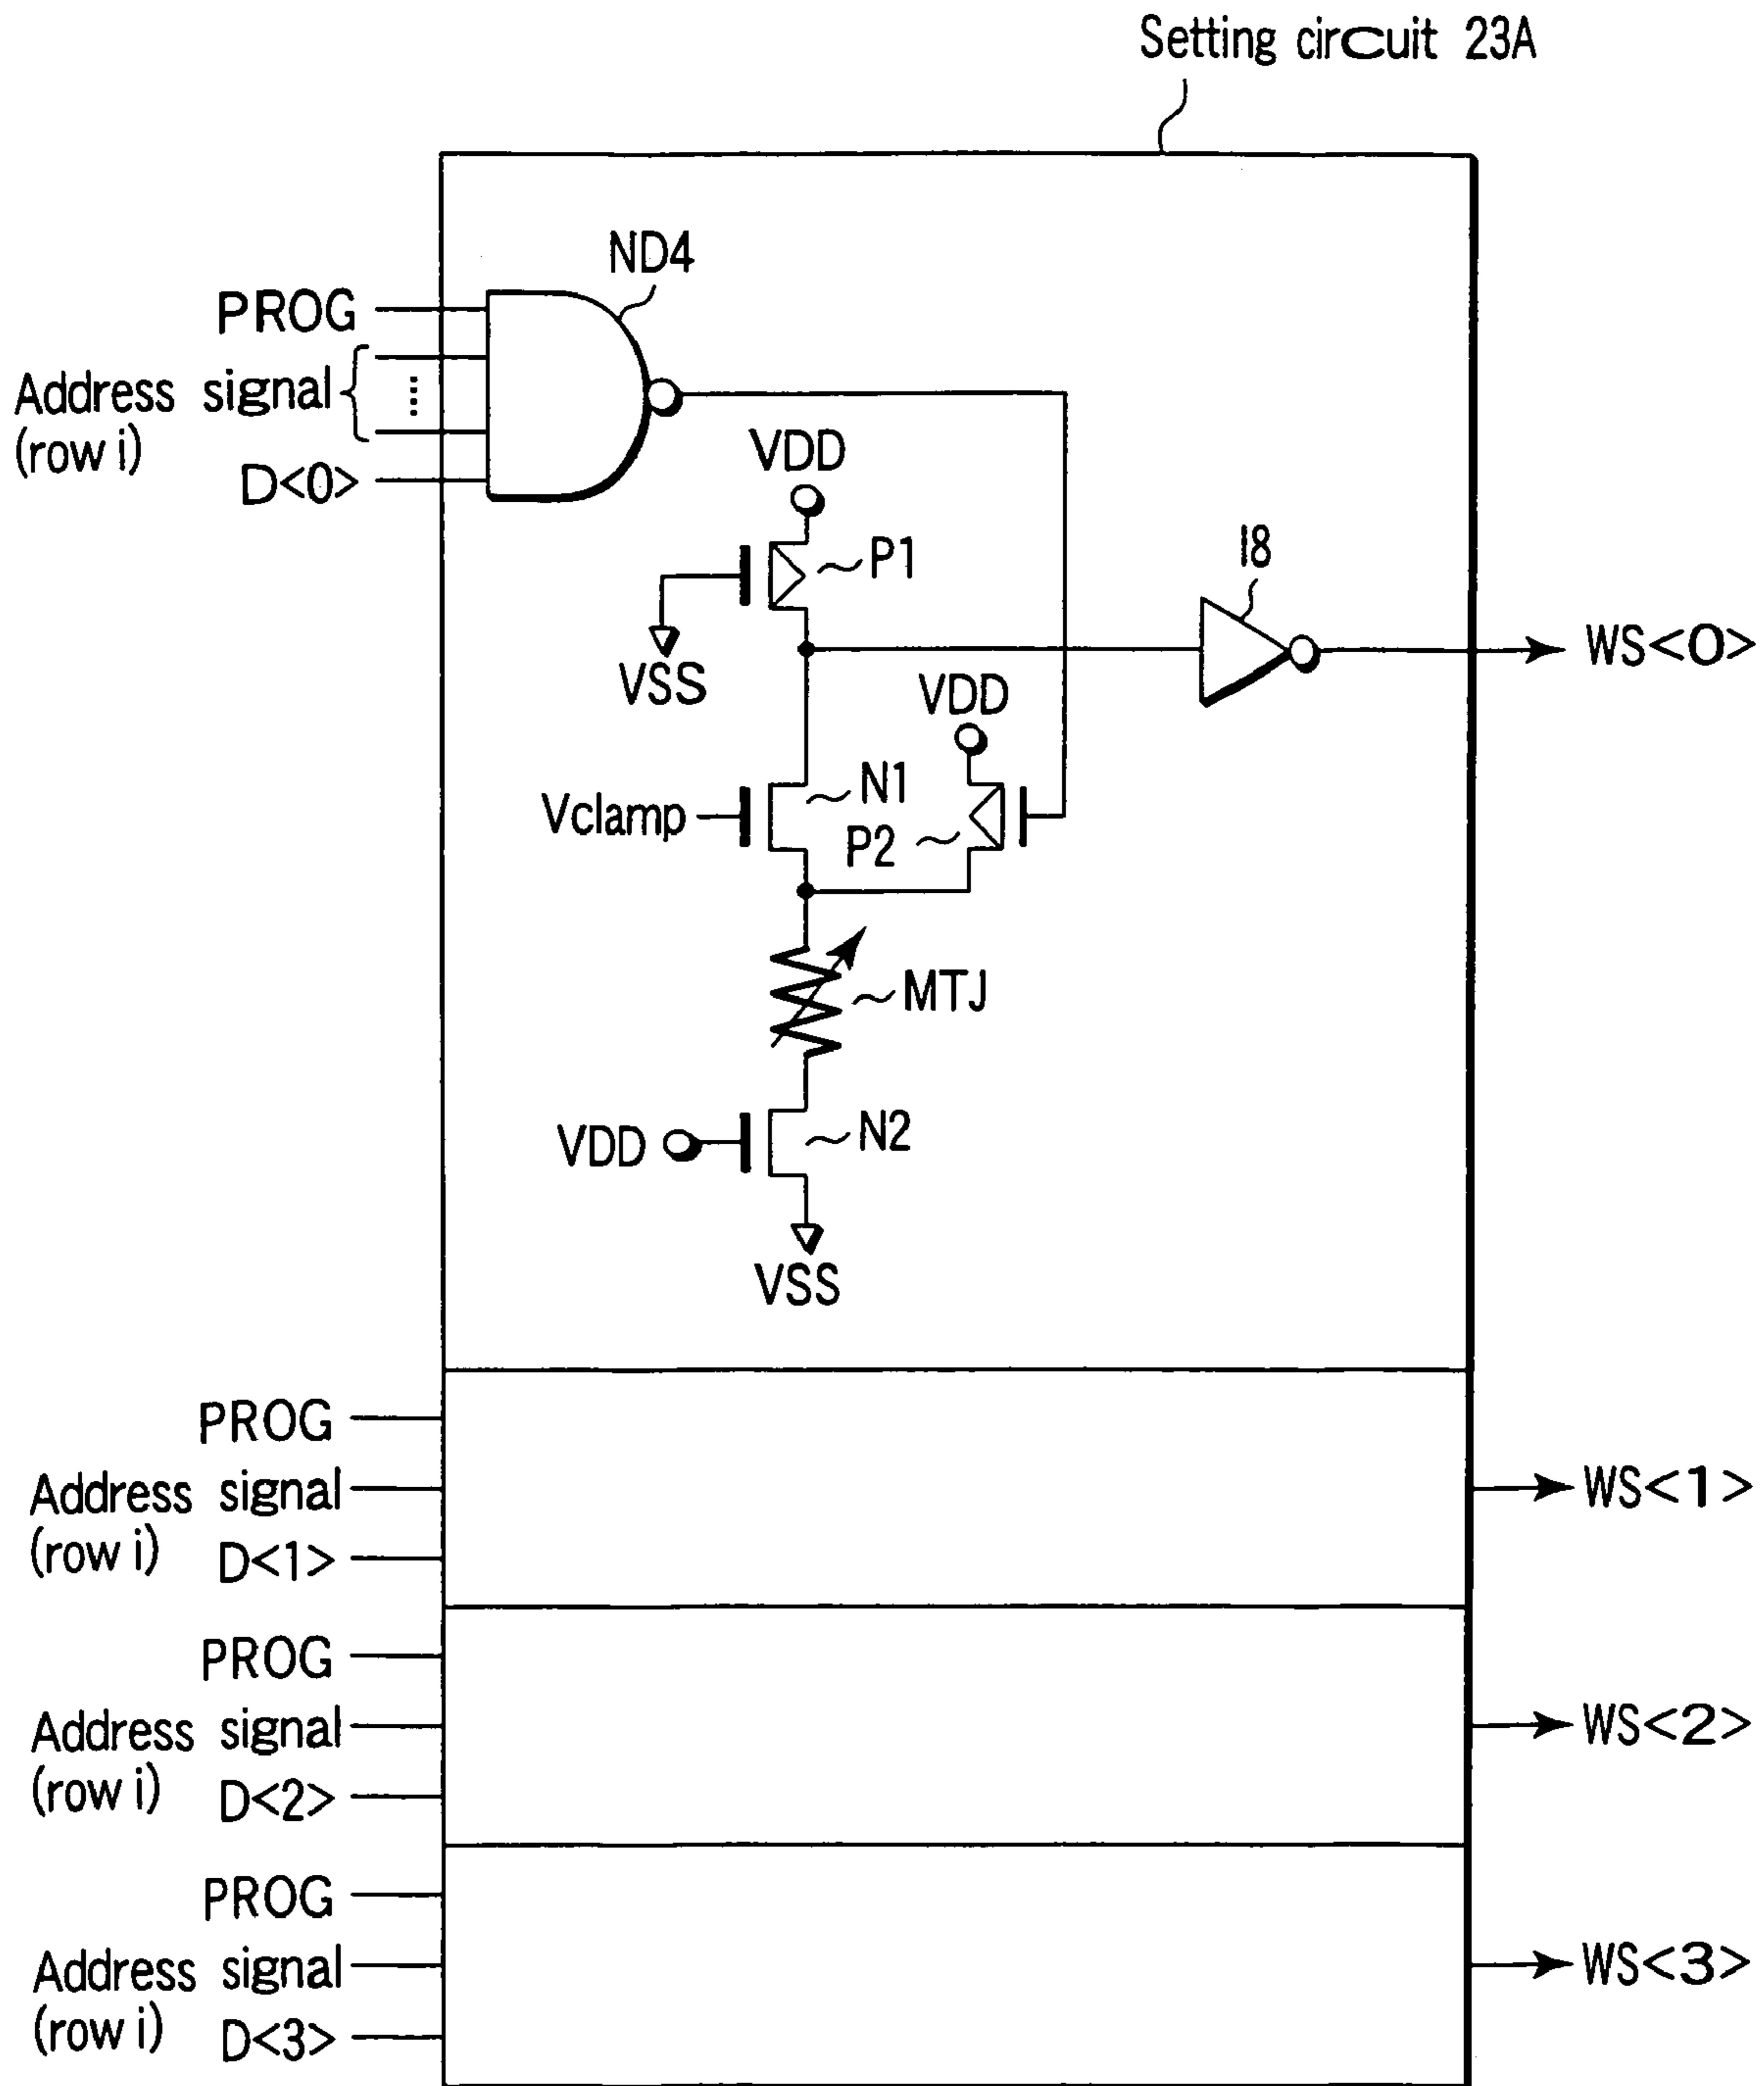 Setting circuit 23A
ND4
PROG
Address signal
(row i)
D<0>
VDD
P1
I8
VSS
WS<0>
VDD
Vclamp
N1
P2
MTJ
VDD
N2
VSS
PROG
Address signal
(row i)
D<1>
WS<1>
PROG
Address signal
(row i)
D<2>
WS<2>
PROG
Address signal
(row i)
D<3>
WS<3>